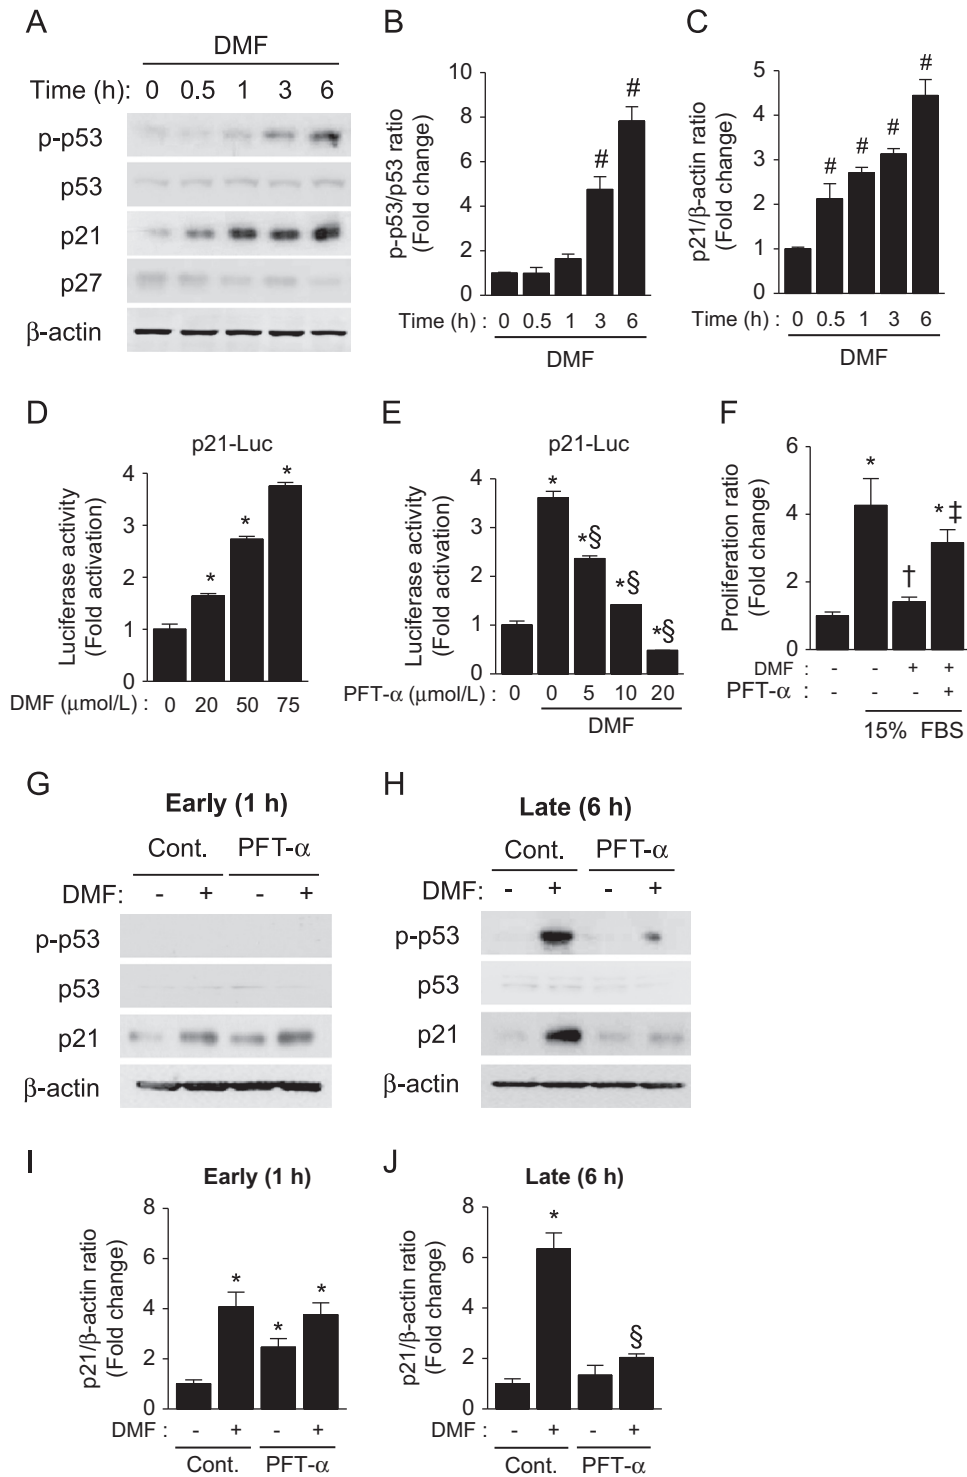 A
DMF
Time (h): 0 0.5 1 3 6
p-p53
p53
p21
p27
β-actin
B
p-p53/p53 ratio
(Fold change)
10
8
6
4
2
0
#
#
Time (h) : 0 0.5 1 3 6
DMF
C
p21/β-actin ratio
(Fold change)
5
4
3
2
1
0
#
#
#
#
Time (h) : 0 0.5 1 3 6
DMF
D
p21-Luc
Luciferase activity
(Fold activation)
4
3
2
1
0
*
*
*
DMF (μmol/L) : 0 20 50 75
E
p21-Luc
Luciferase activity
(Fold activation)
4
3
2
1
0
*
*§
*§
*§
PFT-α (μmol/L) : 0 0 5 10 20
DMF
F
Proliferation ratio
(Fold change)
6
4
2
0
*
†
*‡
DMF : - - + +
PFT-α : - - - +
15% FBS
G
Early (1 h)
Cont. PFT-α
DMF: - + - +
p-p53
p53
p21
β-actin
H
Late (6 h)
Cont. PFT-α
DMF: - + - +
p-p53
p53
p21
β-actin
I
Early (1 h)
p21/β-actin ratio
(Fold change)
8
6
4
2
0
*
*
*
DMF : - + - +
Cont. PFT-α
J
Late (6 h)
p21/β-actin ratio
(Fold change)
8
6
4
2
0
*
§
DMF : - + - +
Cont. PFT-α